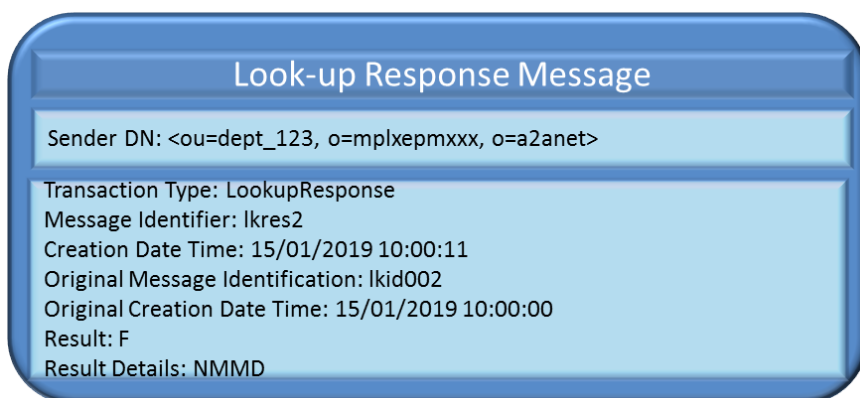 Look-up Response Message
Sender DN: <ou=dept_123, o=mplxepmxxx, o=a2anet>
Transaction Type: LookupResponse
Message Identifier: lkres2
Creation Date Time: 15/01/2019 10:00:11
Original Message Identification: lkid002
Original Creation Date Time: 15/01/2019 10:00:00
Result: F
Result Details: NMMD